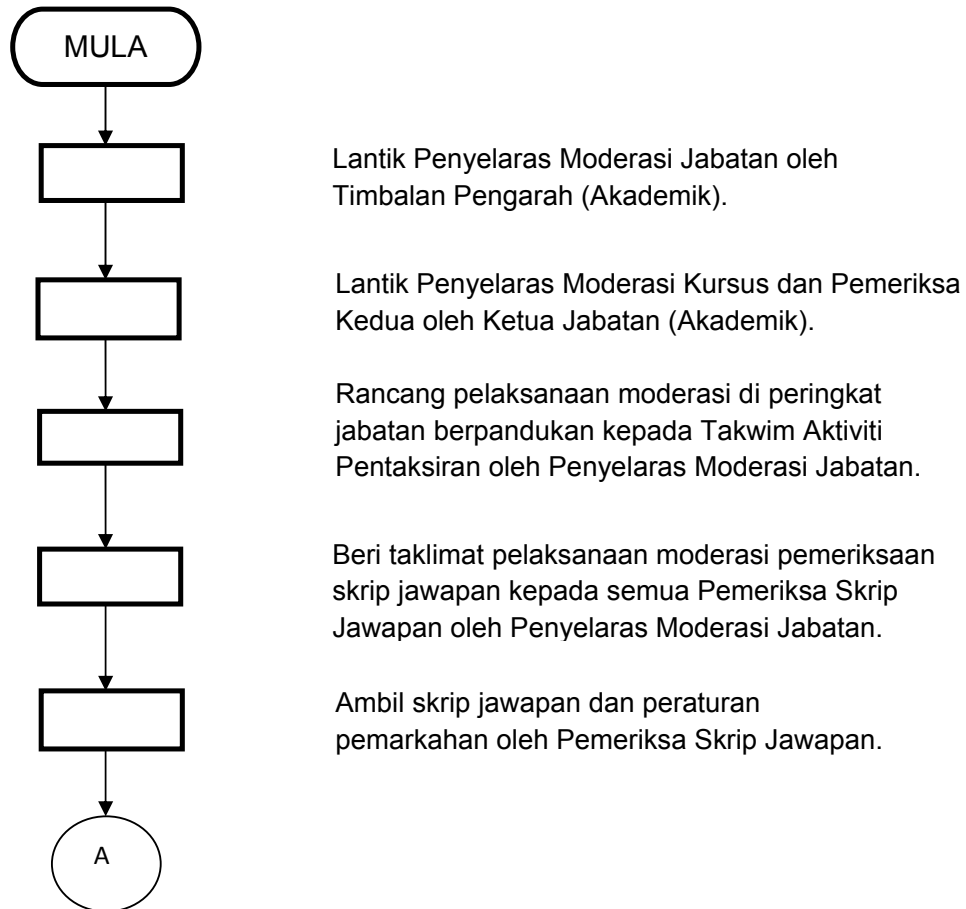 MULA
Lantik Penyelaras Moderasi Jabatan oleh
Timbalan Pengarah (Akademik).
Lantik Penyelaras Moderasi Kursus dan Pemeriksa
Kedua oleh Ketua Jabatan (Akademik).
Rancang pelaksanaan moderasi di peringkat
jabatan berpandukan kepada Takwim Aktiviti
Pentaksiran oleh Penyelaras Moderasi Jabatan.
Beri taklimat pelaksanaan moderasi pemeriksaan
skrip jawapan kepada semua Pemeriksa Skrip
Jawapan oleh Penyelaras Moderasi Jabatan.
Ambil skrip jawapan dan peraturan
pemarkahan oleh Pemeriksa Skrip Jawapan.
A